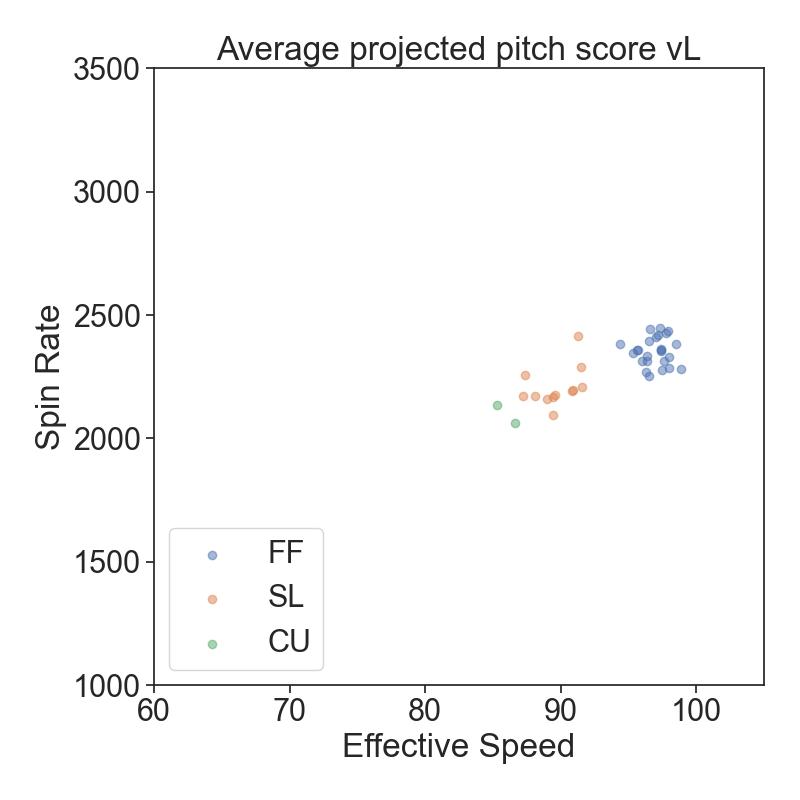 Average projected pitch score vL
3500
3000
2500
2000
1500
1000
Spin Rate
FF
SL
CU
60 70 80 90 100
Effective Speed